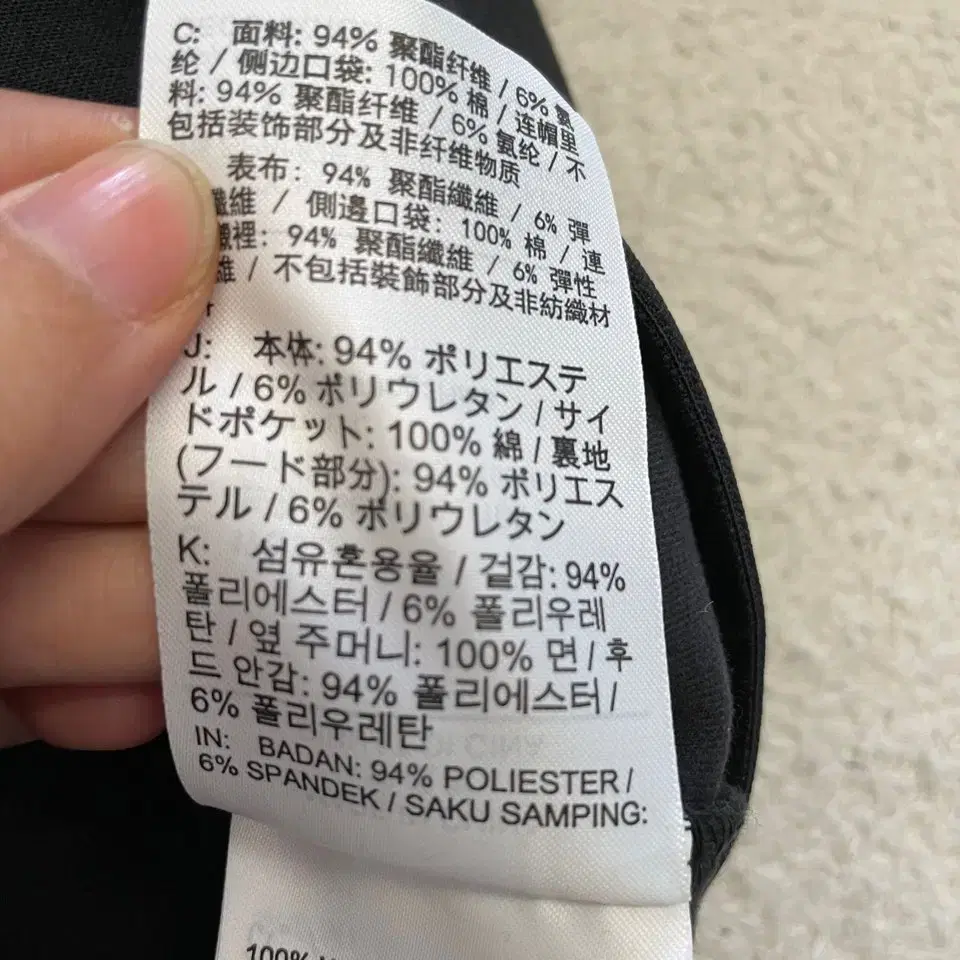 C: 面料: 94% 聚酯纤维 / 6% 氨
纶 / 侧边口袋: 100% 棉 / 连帽里
料: 94% 聚酯纤维 / 6% 氨纶 / 不
包括装饰部分及非纤维物质
表布: 94% 聚酯纖維 / 6% 彈
纖維 / 側邊口袋: 100% 棉 / 連
襯裡: 94% 聚酯纖維 / 6% 彈性
維 / 不包括裝飾部分及非紡織材
J: 本体: 94% ポリエステ
ル / 6% ポリウレタン / サイ
ドポケット: 100% 綿 / 裏地
(フード部分): 94% ポリエス
テル / 6% ポリウレタン
K: 섬유혼용율 / 겉감: 94%
폴리에스터 / 6% 폴리우레
탄 / 옆 주머니: 100% 면 / 후
드 안감: 94% 폴리에스터 /
6% 폴리우레탄
IN: BADAN: 94% POLIESTER /
6% SPANDEK / SAKU SAMPING:
100%